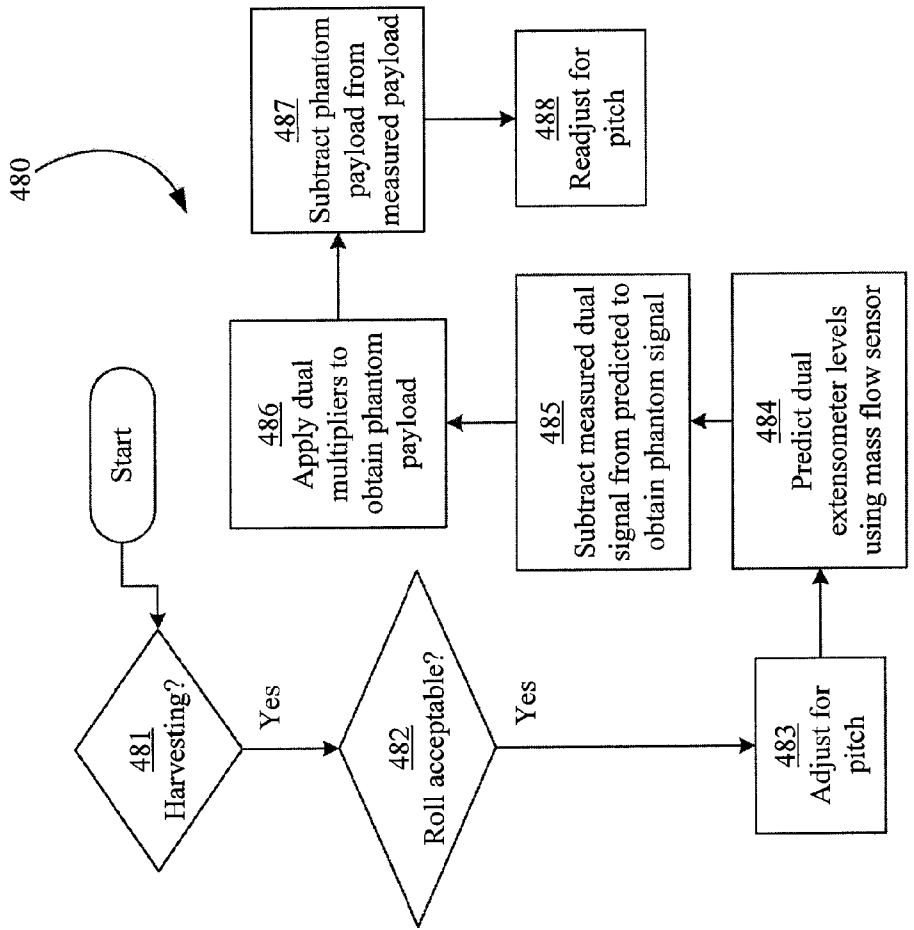 480
Start
481
Harvesting?
Yes
482
Roll acceptable?
Yes
483
Adjust for
pitch
484
Predict dual
extensometer levels
using mass flow sensor
485
Subtract measured dual
signal from predicted to
obtain phantom signal
486
Apply dual
multipliers to
obtain phantom
payload
487
Subtract phantom
payload from
measured payload
488
Readjust for
pitch